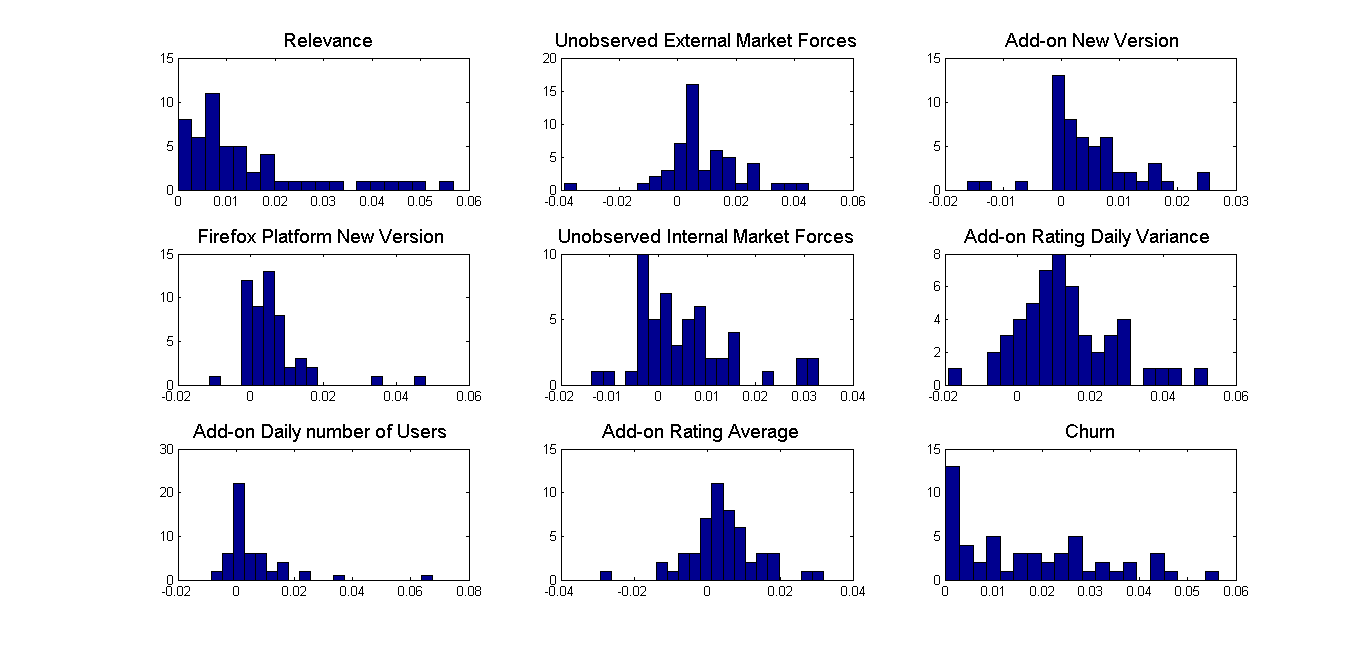 Relevance
15
10
5
0
0 0.01 0.02 0.03 0.04 0.05 0.06
Unobserved External Market Forces
20
15
10
5
0
-0.04 -0.02 0 0.02 0.04 0.06
Add-on New Version
15
10
5
0
-0.02 -0.01 0 0.01 0.02 0.03
Firefox Platform New Version
15
10
5
0
-0.02 0 0.02 0.04 0.06
Unobserved Internal Market Forces
10
5
0
-0.02 -0.01 0 0.01 0.02 0.03 0.04
Add-on Rating Daily Variance
8
6
4
2
0
-0.02 0 0.02 0.04 0.06
Add-on Daily number of Users
30
20
10
0
-0.02 0 0.02 0.04 0.06 0.08
Add-on Rating Average
15
10
5
0
-0.04 -0.02 0 0.02 0.04
Churn
15
10
5
0
0 0.01 0.02 0.03 0.04 0.05 0.06